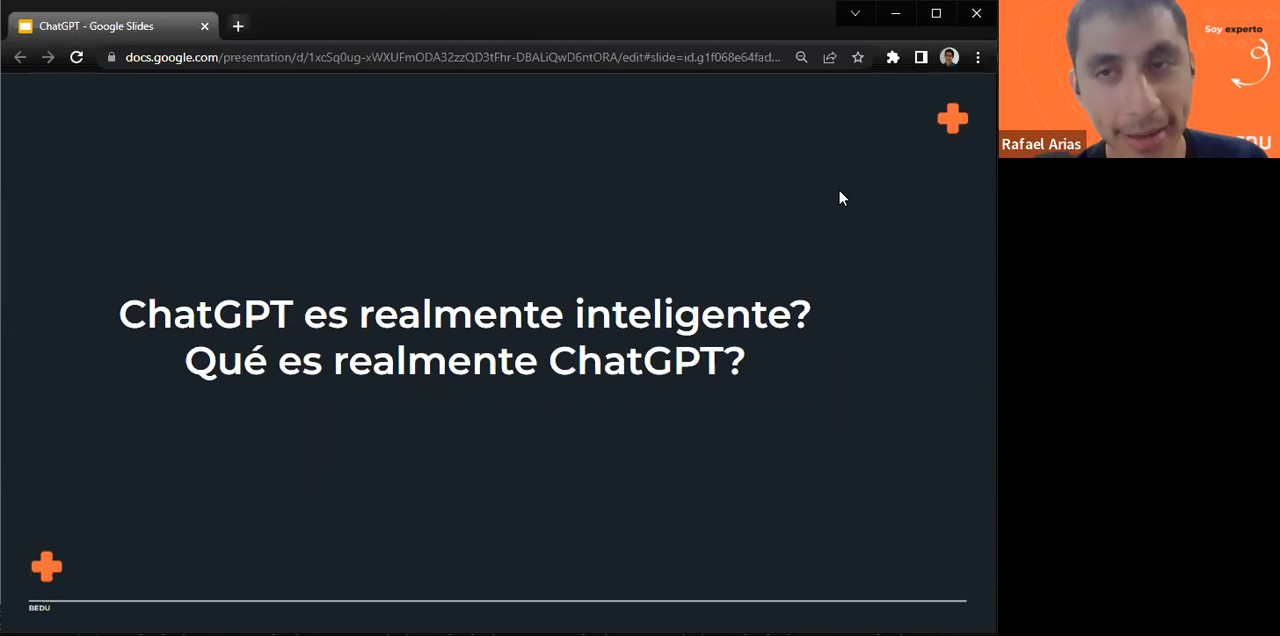 ChatGPT - Google Slides
docs.google.com/presentation/d/1xcSq0ug-xWXUFmODA32zzQD3tFhr-DBALiQwD6ntORA/edit#slide=id.g1f068e64fad...
Soy experto
Rafael Arias
ChatGPT es realmente inteligente?
Qué es realmente ChatGPT?
BEDU